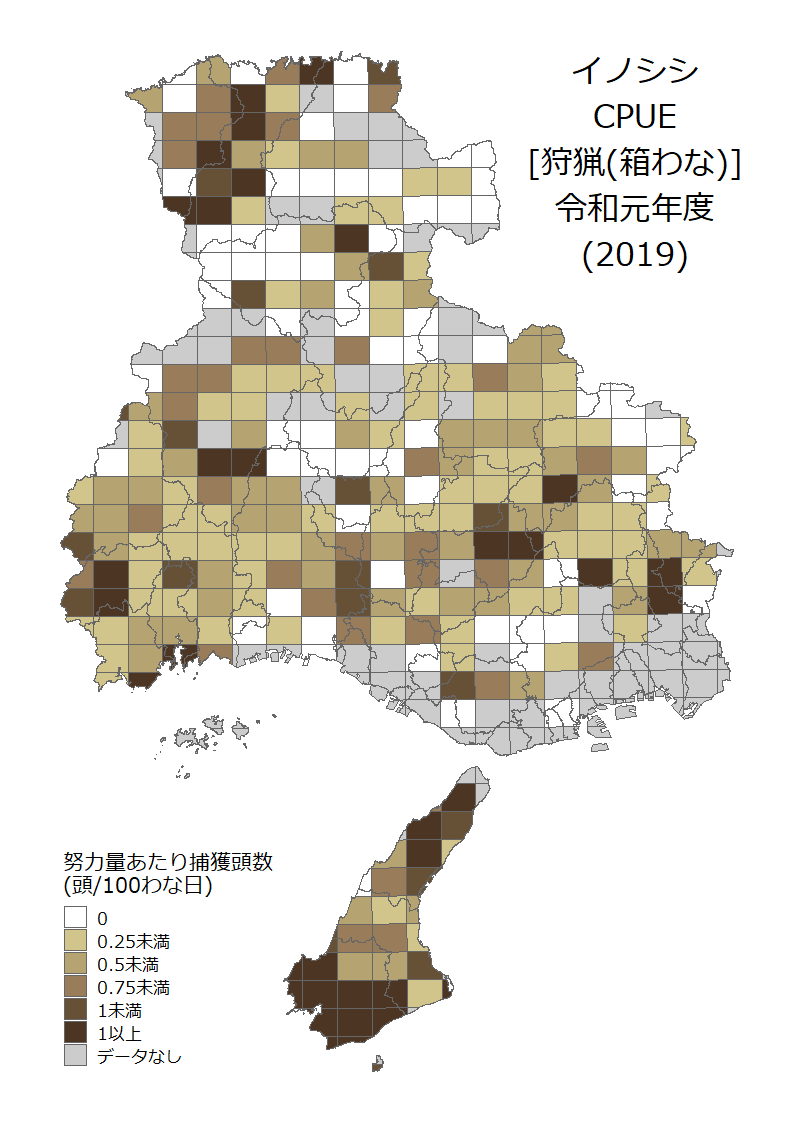 イノシシ
CPUE
[狩猟(箱わな)]
令和元年度
(2019)
努力量あたり捕獲頭数
(頭/100わな日)
0
0.25未満
0.5未満
0.75未満
1未満
1以上
データなし